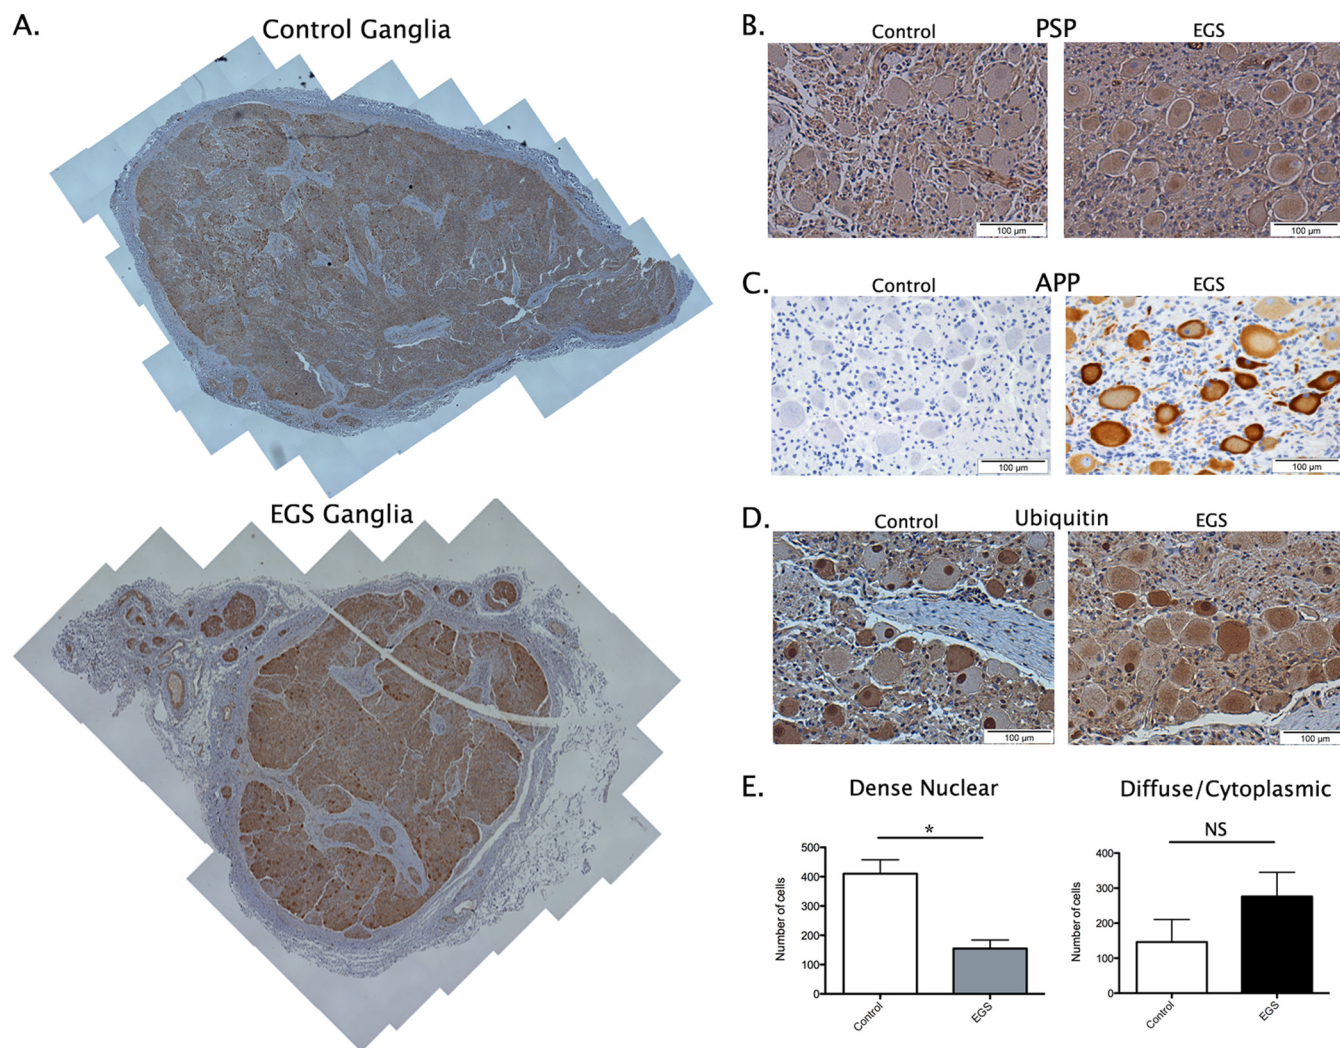 A.
Control Ganglia
EGS Ganglia
B.
PSP
Control
EGS
100 µm
100 µm
C.
APP
Control
EGS
100 µm
100 µm
D.
Ubiquitin
Control
EGS
100 µm
100 µm
E.
Dense Nuclear
*
Number of cells
500
400
300
200
100
0
Control
EGS
Diffuse/Cytoplasmic
NS
Number of cells
400
300
200
100
0
Control
EGS